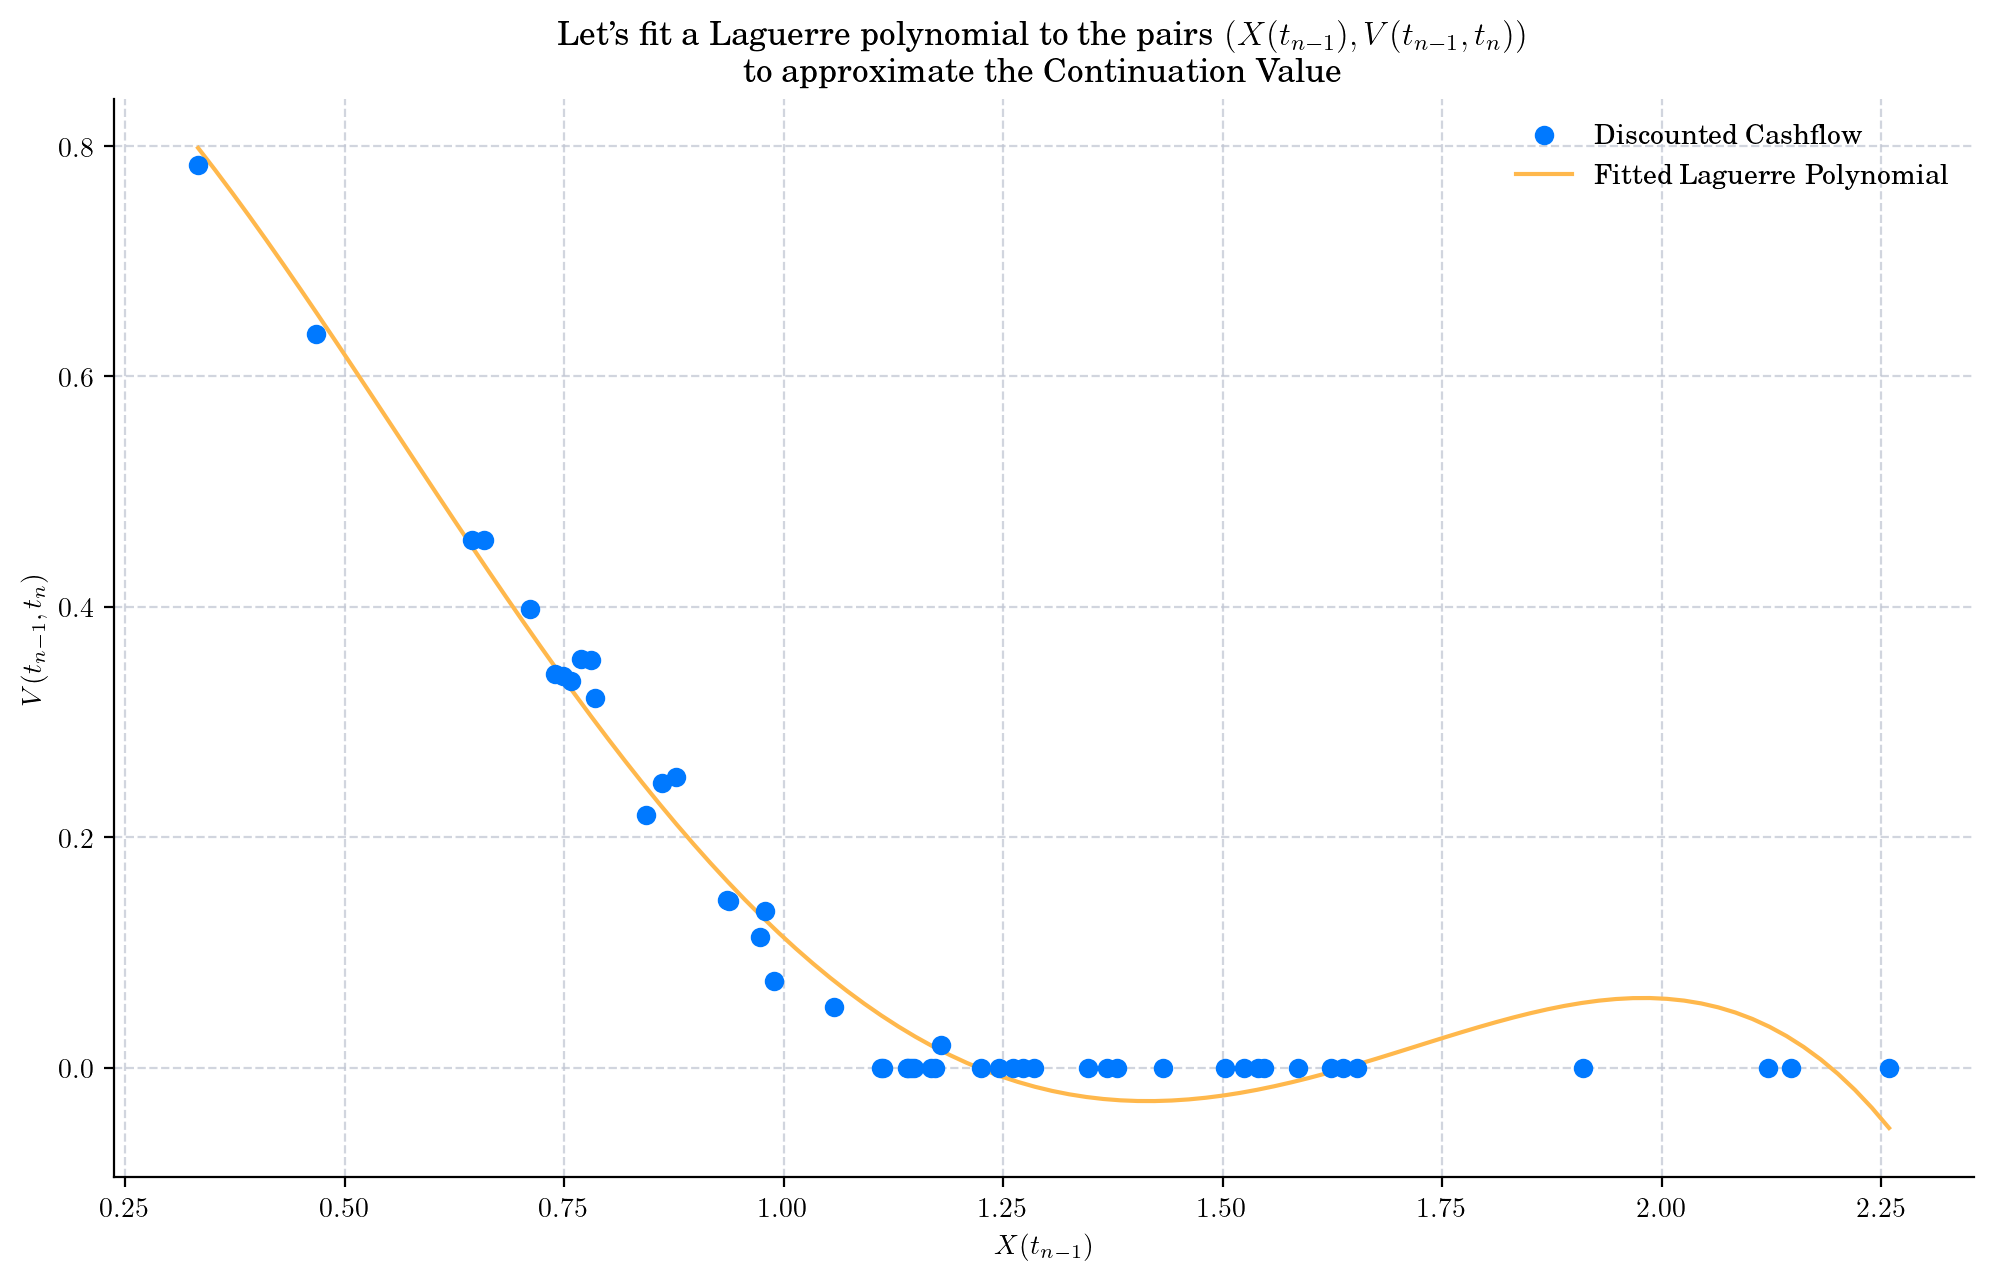 Let's fit a Laguerre polynomial to the pairs $(X(t_{n-1}), V(t_{n-1}, t_n))$
to approximate the Continuation Value
Discounted Cashflow
Fitted Laguerre Polynomial
0.8
0.6
0.4
0.2
0.0
$V(t_{n-1}, t_n)$
0.25 0.50 0.75 1.00 1.25 1.50 1.75 2.00 2.25
$X(t_{n-1})$